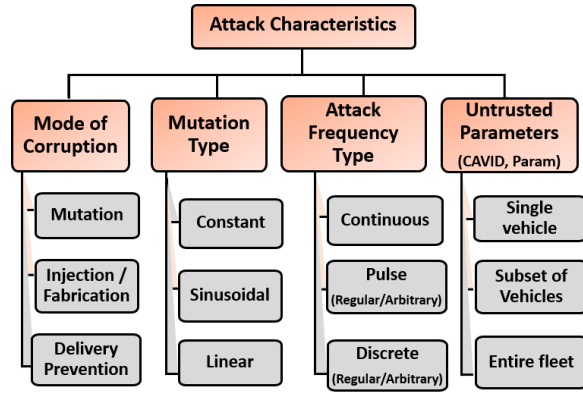 Attack Characteristics
Mode of
Corruption
Mutation
Injection /
Fabrication
Delivery
Prevention
Mutation
Type
Constant
Sinusoidal
Linear
Attack
Frequency
Type
Continuous
Pulse
(Regular/Arbitrary)
Discrete
(Regular/Arbitrary)
Untrusted
Parameters
(CAVID, Param)
Single
vehicle
Subset of
Vehicles
Entire fleet